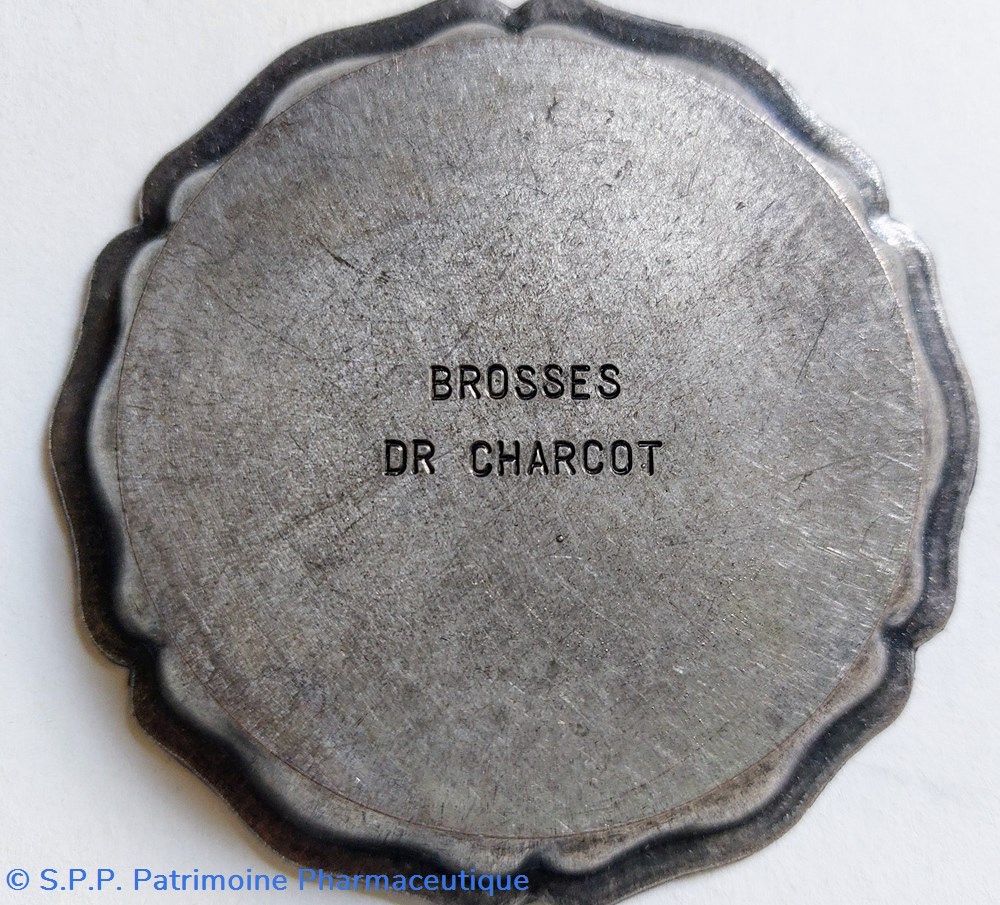 BROSSES
DR CHARCOT
© S.P.P. Patrimoine Pharmaceutique